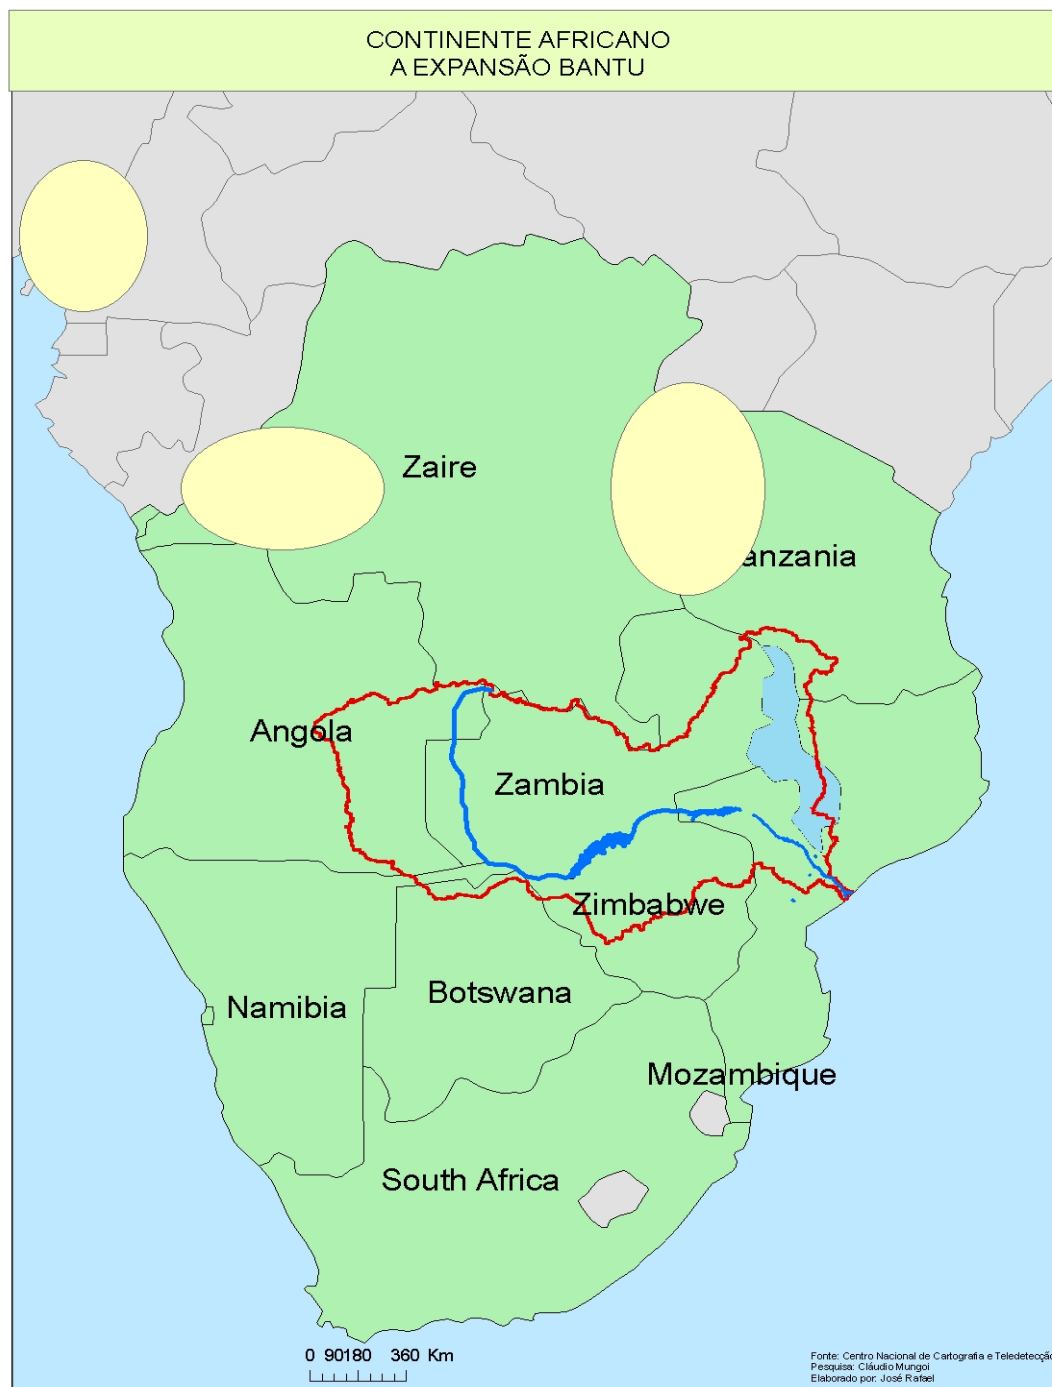 CONTINENTE AFRICANO
A EXPANSÃO BANTU
Zaire
anzania
Angola
Zambia
Zimbabwe
Botswana
Namibia
Mozambique
South Africa
0 90180 360 Km
Fonte: Centro Nacional de Cartografia e Teledetecção
Pesquisa: Cláudio Mungoi
Elaborado por: José Rafael